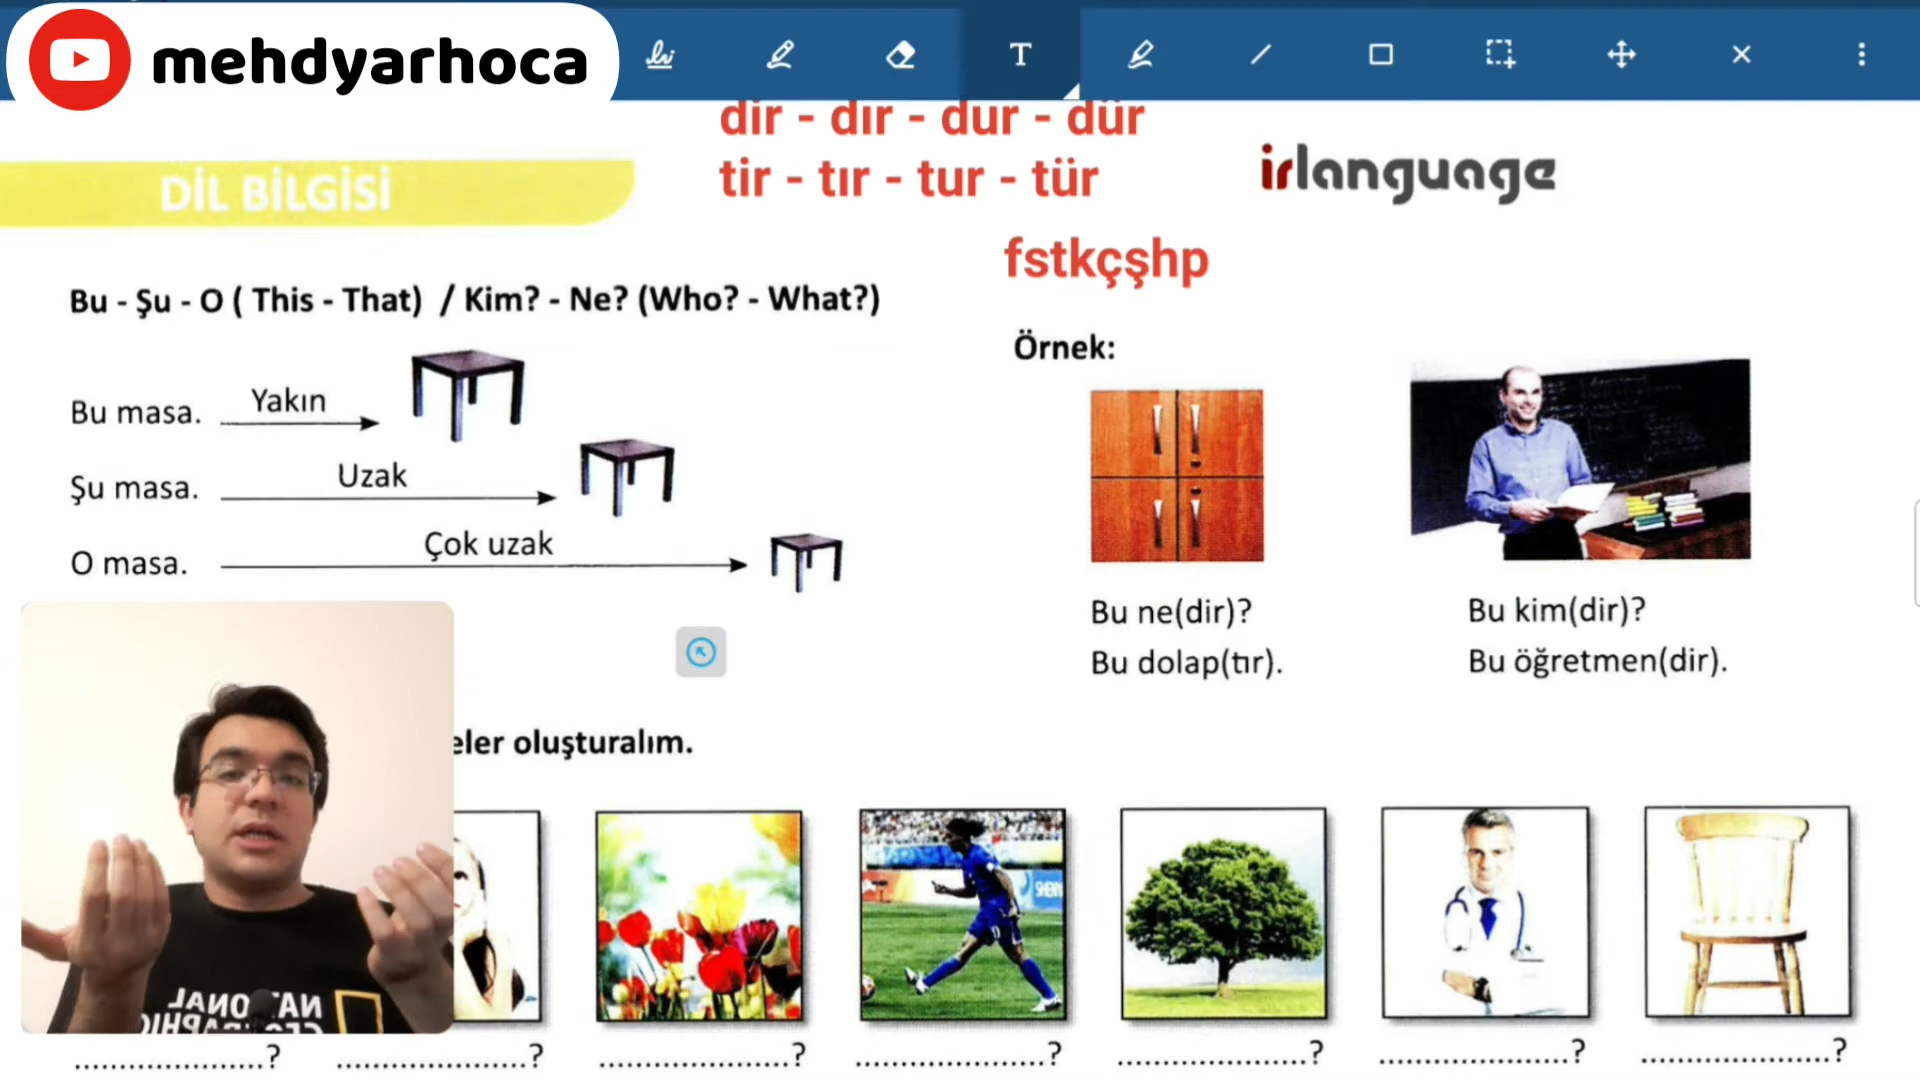 mehdyarhoca
T
dir - dır - dur - dür
tir - tır - tur - tür
irlanguage
DİL BİLGİSİ
fstkçşhp
Bu - Şu - O ( This - That) / Kim? - Ne? (Who? - What?)
Örnek:
Bu masa.
Yakın
Şu masa.
Uzak
O masa.
Çok uzak
Bu ne(dir)?
Bu dolap(tır).
Bu kim(dir)?
Bu öğretmen(dir).
eler oluşturalım.
NATIONAL
....................?
....................?
....................?
....................?
....................?
....................?
....................?